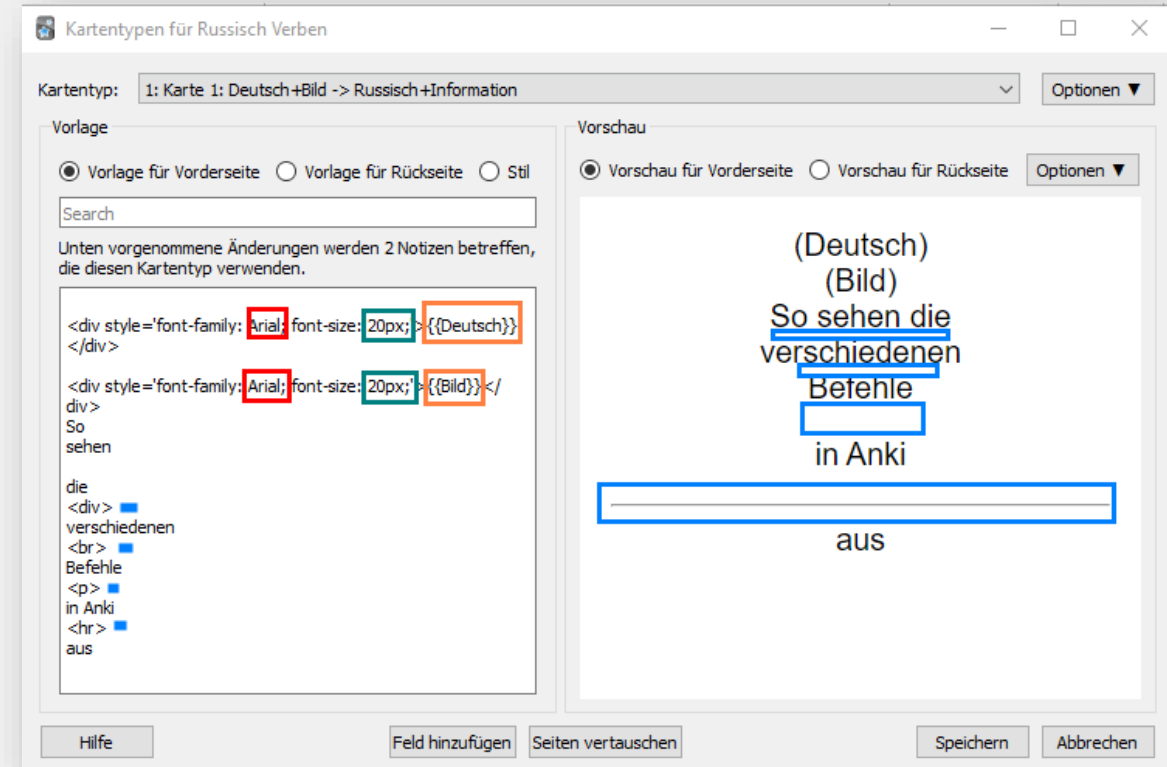 Kartentypen für Russisch Verben
Kartentyp: 1: Karte 1: Deutsch+Bild -> Russisch+Information Optionen ▼
Vorlage
Vorlage für Vorderseite Vorlage für Rückseite Stil
Search
Unten vorgenommene Änderungen werden 2 Notizen betreffen,
die diesen Kartentyp verwenden.
<div style='font-family: Arial; font-size: 20px;'>{{Deutsch}}
</div>
<div style='font-family: Arial; font-size: 20px;'>{{Bild}}</
div>
So
sehen
die
<div>
verschiedenen
<br>
Befehle
<p>
in Anki
<hr>
aus
Vorschau
Vorschau für Vorderseite Vorschau für Rückseite Optionen ▼
(Deutsch)
(Bild)
So sehen die
verschiedenen
Befehle
in Anki
aus
Hilfe Feld hinzufügen Seiten vertauschen Speichern Abbrechen